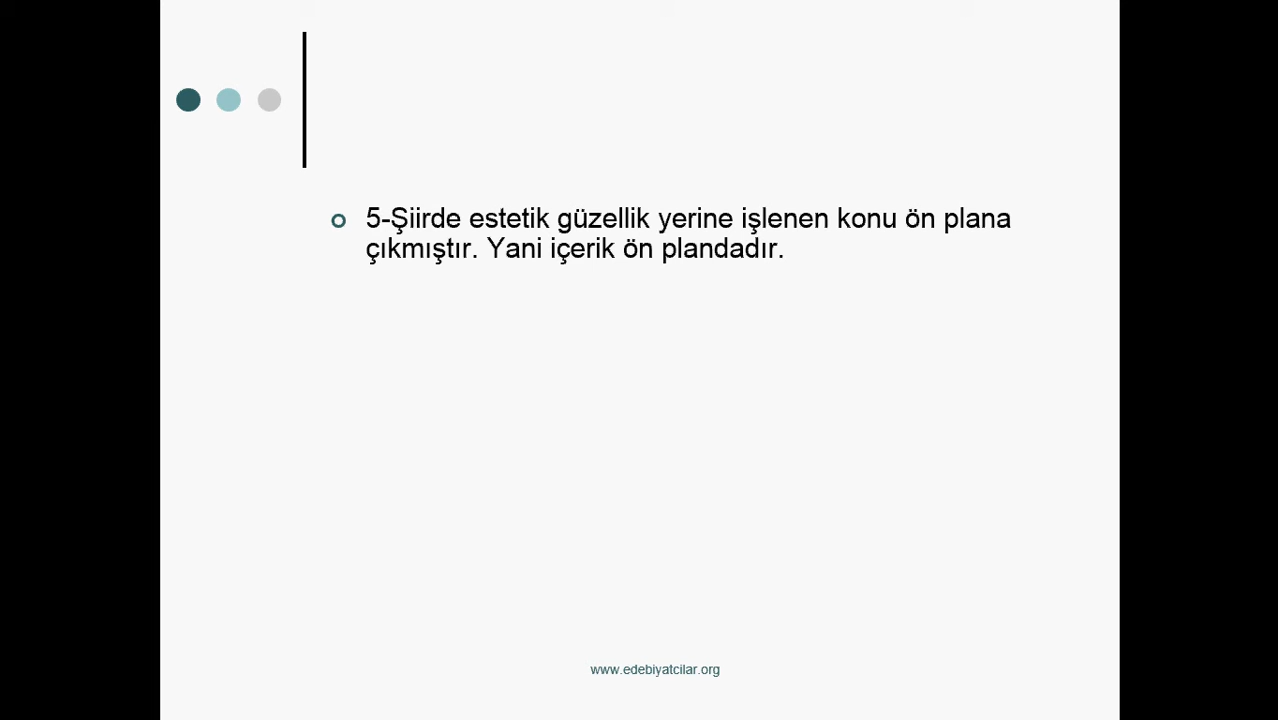 5-Şiirde estetik güzellik yerine işlenen konu ön plana
çıkmıştır. Yani içerik ön plandadır.
www.edebiyatcilar.org